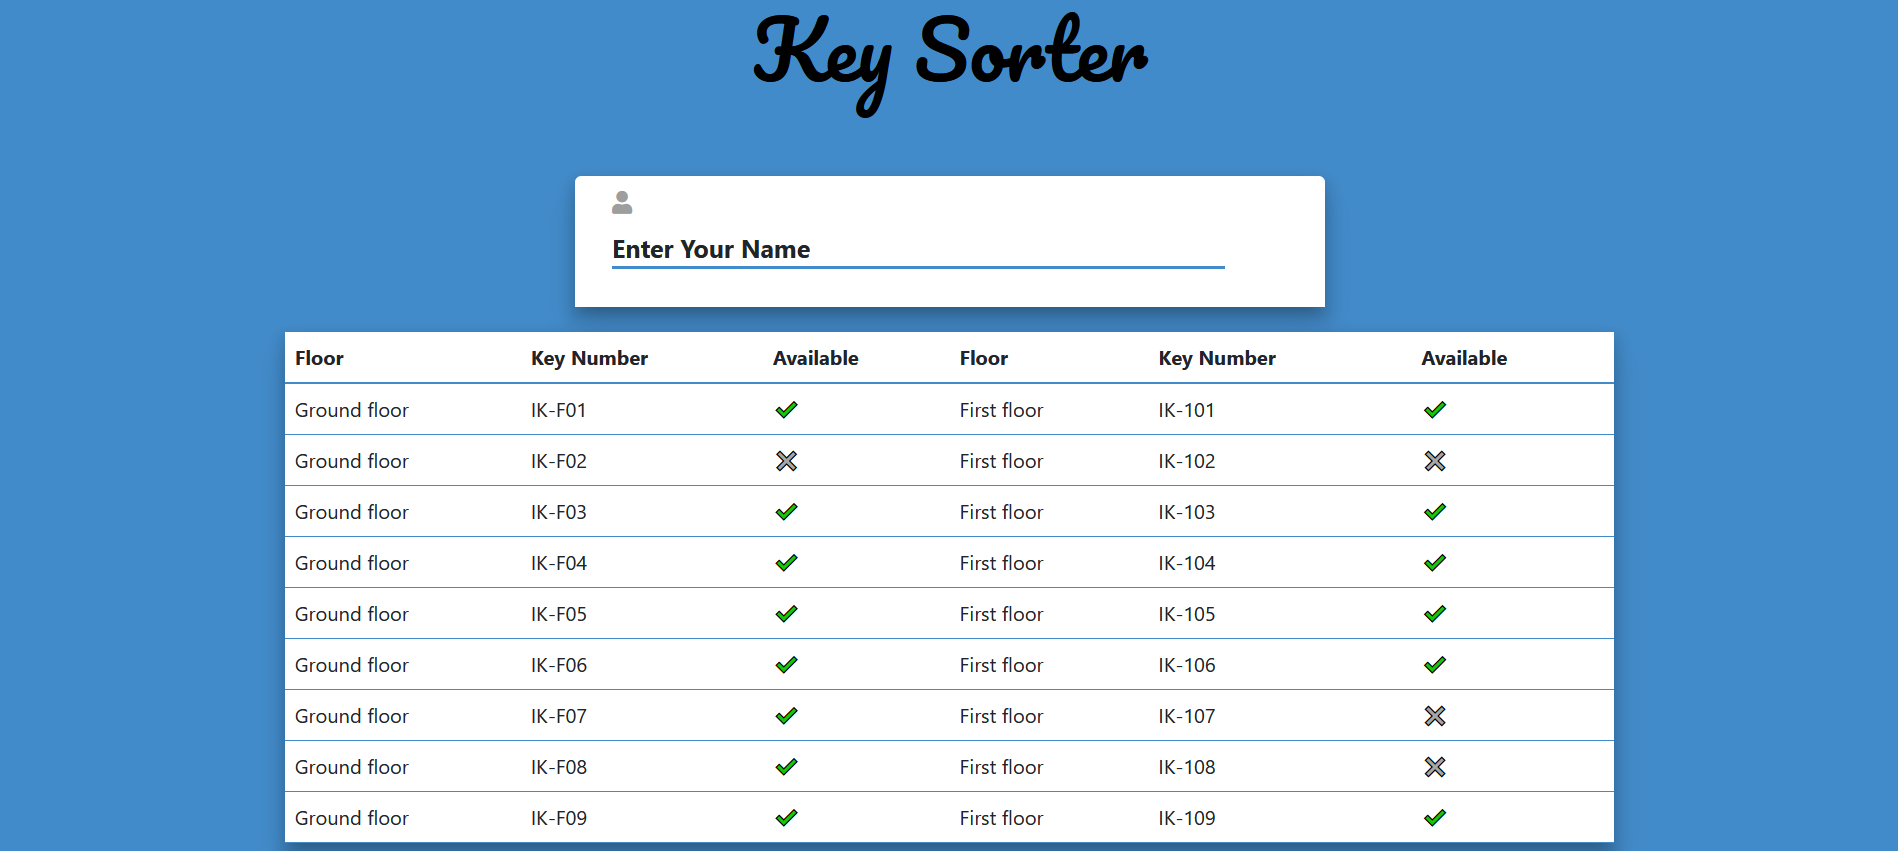 Key Sorter
Enter Your Name
Floor Key Number Available Floor Key Number Available
Ground floor IK-F01 First floor IK-101
Ground floor IK-F02 First floor IK-102
Ground floor IK-F03 First floor IK-103
Ground floor IK-F04 First floor IK-104
Ground floor IK-F05 First floor IK-105
Ground floor IK-F06 First floor IK-106
Ground floor IK-F07 First floor IK-107
Ground floor IK-F08 First floor IK-108
Ground floor IK-F09 First floor IK-109